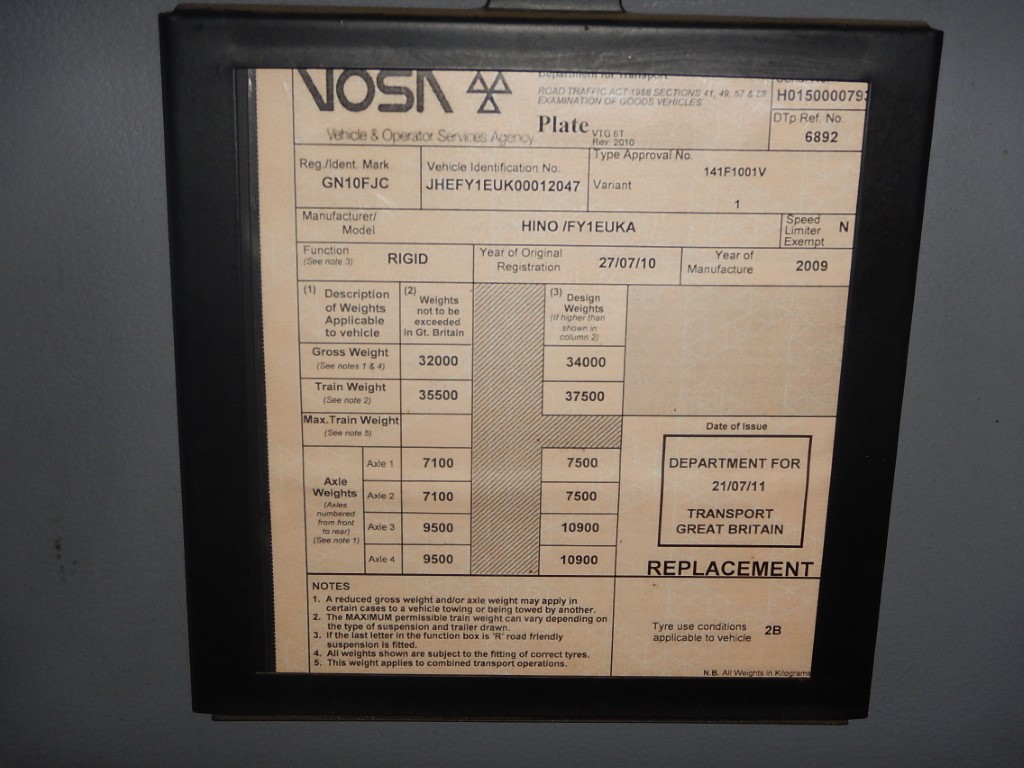 VOSA
Department for Transport
ROAD TRAFFIC ACT 1988 SECTIONS 41, 49, 57 & 58
EXAMINATION OF GOODS VEHICLES
H015000079
Vehicle & Operator Services Agency
Plate VTG 6T
Rev. 2010
DTp Ref. No.
6892
Reg./Ident. Mark
GN10FJC
Vehicle Identification No.
JHEFY1EUK00012047
Type Approval No.
141F1001V
Variant
1
Manufacturer/
Model
HINO /FY1EUKA
Speed
Limiter
Exempt
N
Function
(See note 3)
RIGID
Year of Original
Registration
27/07/10
Year of
Manufacture
2009
(1) Description
of Weights
Applicable
to vehicle
(2) Weights
not to be
exceeded
in Gt. Britain
(3) Design
Weights
(If higher than
shown in
column 2)
Gross Weight
(See notes 1 & 4)
32000
34000
Train Weight
(See note 2)
35500
37500
Max.Train Weight
(See note 5)
Axle
Weights
(Axles
numbered
from front
to rear)
(See note 1)
Axle 1 7100 7500
Axle 2 7100 7500
Axle 3 9500 10900
Axle 4 9500 10900
Date of Issue
DEPARTMENT FOR
21/07/11
TRANSPORT
GREAT BRITAIN
REPLACEMENT
NOTES
1. A reduced gross weight and/or axle weight may apply in
certain cases to a vehicle towing or being towed by another.
2. The MAXIMUM permissible train weight can vary depending on
the type of suspension and trailer drawn.
3. If the last letter in the function box is 'R' road friendly
suspension is fitted.
4. All weights shown are subject to the fitting of correct tyres.
5. This weight applies to combined transport operations.
Tyre use conditions
applicable to vehicle 2B
N.B. All Weights in Kilograms